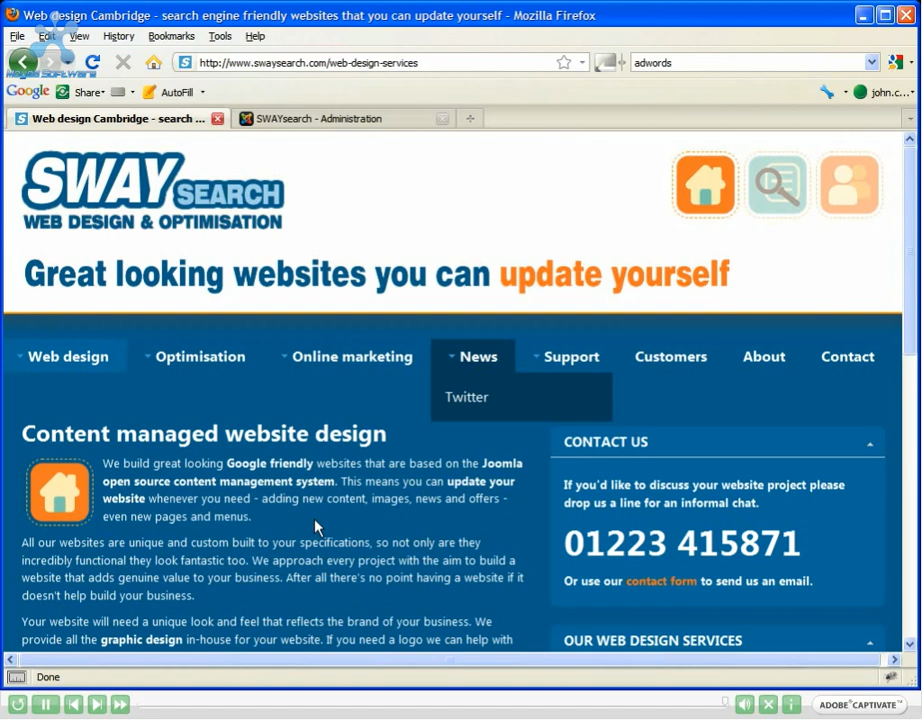 Web design Cambridge - search engine friendly websites that you can update yourself - Mozilla Firefox
File Edit View History Bookmarks Tools Help
http://www.swaysearch.com/web-design-services
adwords
Google Share AutoFill john.c...
Web design Cambridge - search ... SWAYsearch - Administration
SWAY SEARCH
WEB DESIGN & OPTIMISATION
Great looking websites you can update yourself
Web design Optimisation Online marketing News Support Customers About Contact
Twitter
Content managed website design
We build great looking Google friendly websites that are based on the Joomla
open source content management system. This means you can update your
website whenever you need - adding new content, images, news and offers -
even new pages and menus.
All our websites are unique and custom built to your specifications, so not only are they
incredibly functional they look fantastic too. We approach every project with the aim to build a
website that adds genuine value to your business. After all there's no point having a website if it
doesn't help build your business.
Your website will need a unique look and feel that reflects the brand of your business. We
provide all the graphic design in-house for your website. If you need a logo we can help with
CONTACT US
If you'd like to discuss your website project please
drop us a line for an informal chat.
01223 415871
Or use our contact form to send us an email.
OUR WEB DESIGN SERVICES
Done
ADOBE CAPTIVATE™